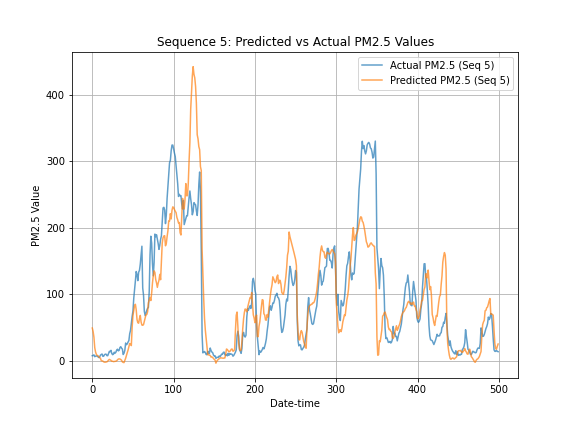 Sequence 5: Predicted vs Actual PM2.5 Values
Actual PM2.5 (Seq 5)
Predicted PM2.5 (Seq 5)
400
300
200
100
0
PM2.5 Value
0 100 200 300 400 500
Date-time